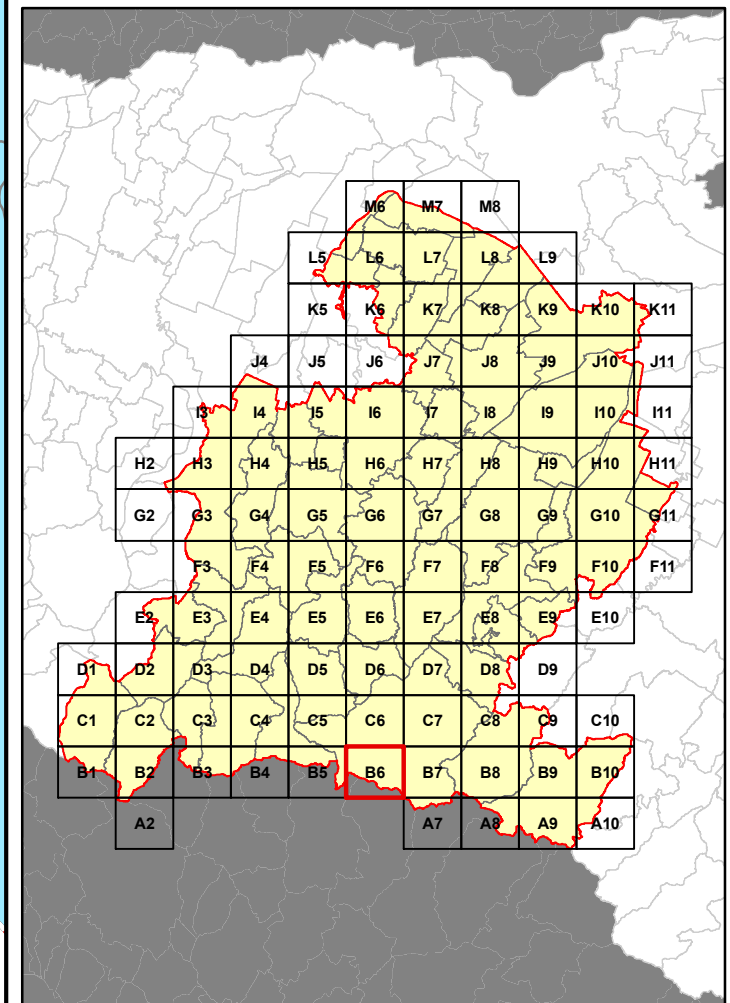 M6 M7 M8
L5 L6 L7 L8 L9
K5 K6 K7 K8 K9 K10 K11
J4 J5 J6 J7 J8 J9 J10 J11
I3 I4 I5 I6 I7 I8 I9 I10 I11
H2 H3 H4 H5 H6 H7 H8 H9 H10 H11
G2 G3 G4 G5 G6 G7 G8 G9 G10 G11
F3 F4 F5 F6 F7 F8 F9 F10 F11
E2 E3 E4 E5 E6 E7 E8 E9 E10
D1 D2 D3 D4 D5 D6 D7 D8 D9
C1 C2 C3 C4 C5 C6 C7 C8 C9 C10
B1 B2 B3 B4 B5 B6 B7 B8 B9 B10
A2 A7 A8 A9 A10